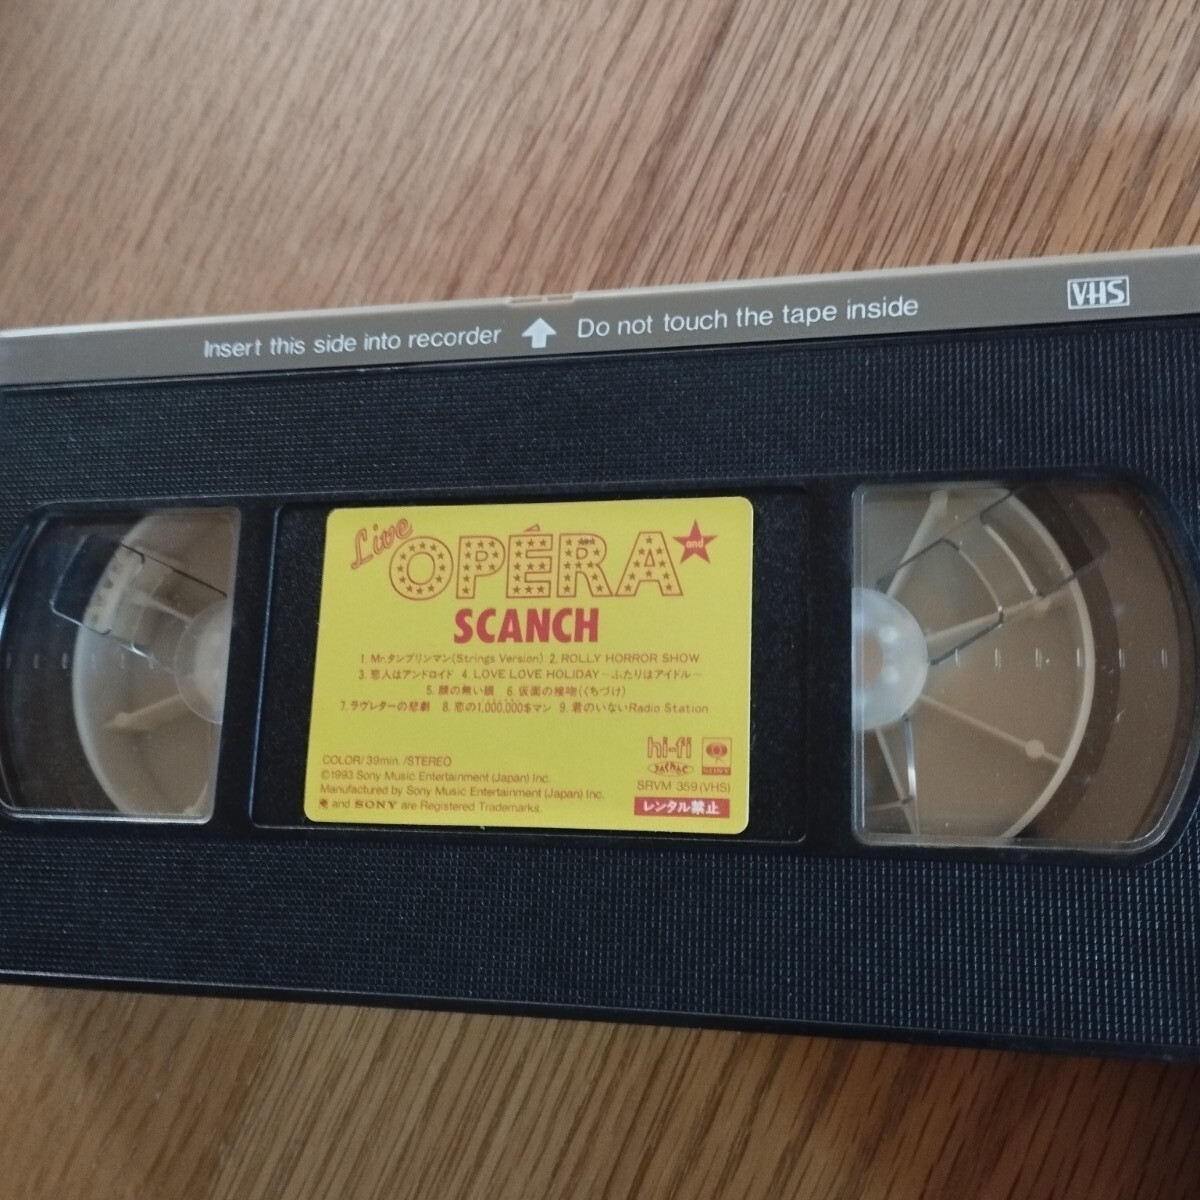 Insert this side into recorder Do not touch the tape inside
VHS
Live
OPÉRA and
SCANCH
1. Mr.タンブリンマン(Strings Version) 2. ROLLY HORROR SHOW
3.恋人はアンドロイド 4. LOVE LOVE HOLIDAY～ふたりはアイドル～
5. 顔の無い鏡 6. 仮面の接吻(くちづけ)
7. ラヴレターの悲劇 8. 恋の1,000,000$マン 9. 君のいないRadio Station
COLOR/39min./STEREO
©1993 Sony Music Entertainment (Japan) Inc.
Manufactured by Sony Music Entertainment (Japan) Inc.
and SONY are Registered Trademarks.
hi-fi
SONY
SRVM 359(VHS)
レンタル禁止